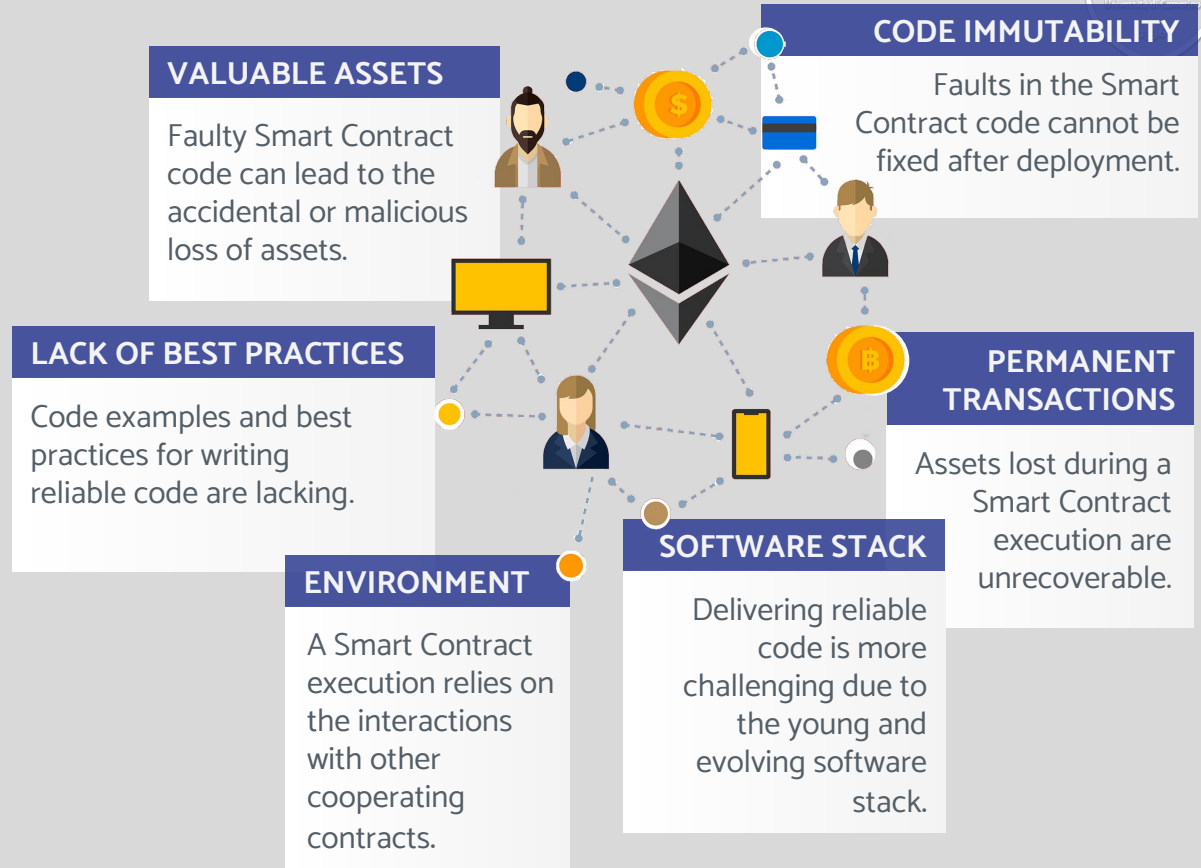 VALUABLE ASSETS
Faulty Smart Contract
code can lead to the
accidental or malicious
loss of assets.
CODE IMMUTABILITY
Faults in the Smart
Contract code cannot be
fixed after deployment.
$
LACK OF BEST PRACTICES
Code examples and best
practices for writing
reliable code are lacking.
B
PERMANENT
TRANSACTIONS
Assets lost during a
Smart Contract
execution are
unrecoverable.
ENVIRONMENT
A Smart Contract
execution relies on
the interactions
with other
cooperating
contracts.
SOFTWARE STACK
Delivering reliable
code is more
challenging due to
the young and
evolving software
stack.